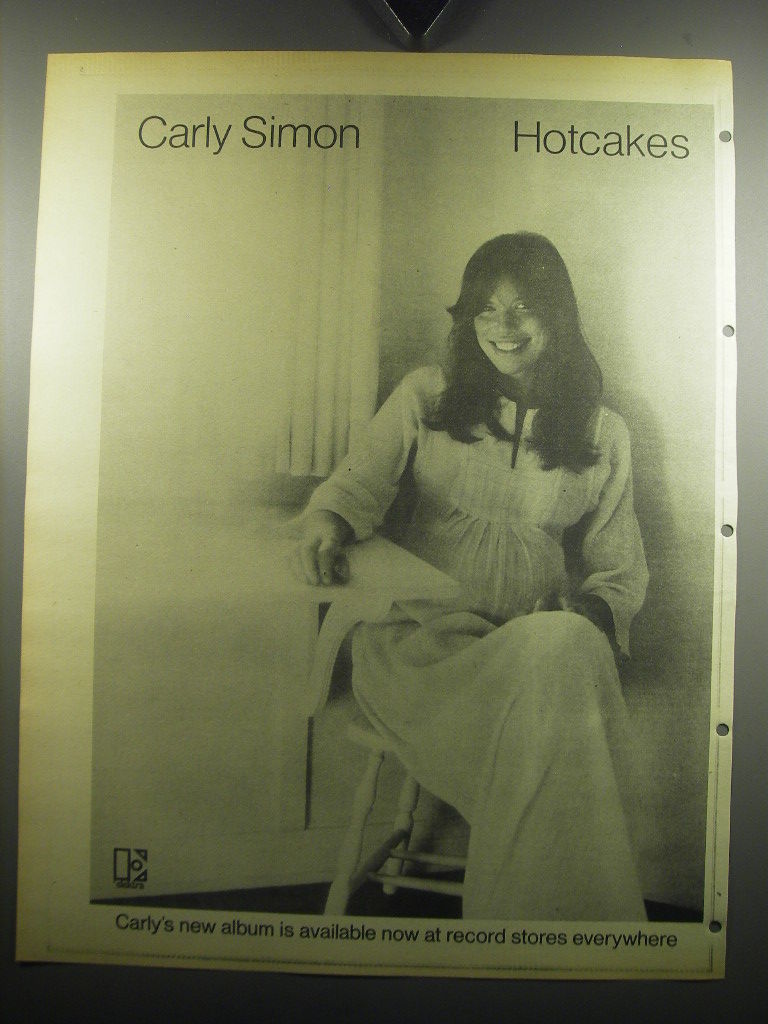 Carly Simon Hotcakes
elektra
Carly's new album is available now at record stores everywhere